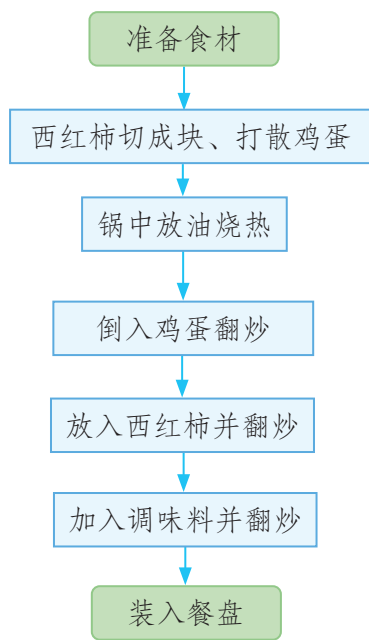 准备食材
西红柿切成块、打散鸡蛋
锅中放油烧热
倒入鸡蛋翻炒
放入西红柿并翻炒
加入调味料并翻炒
装入餐盘